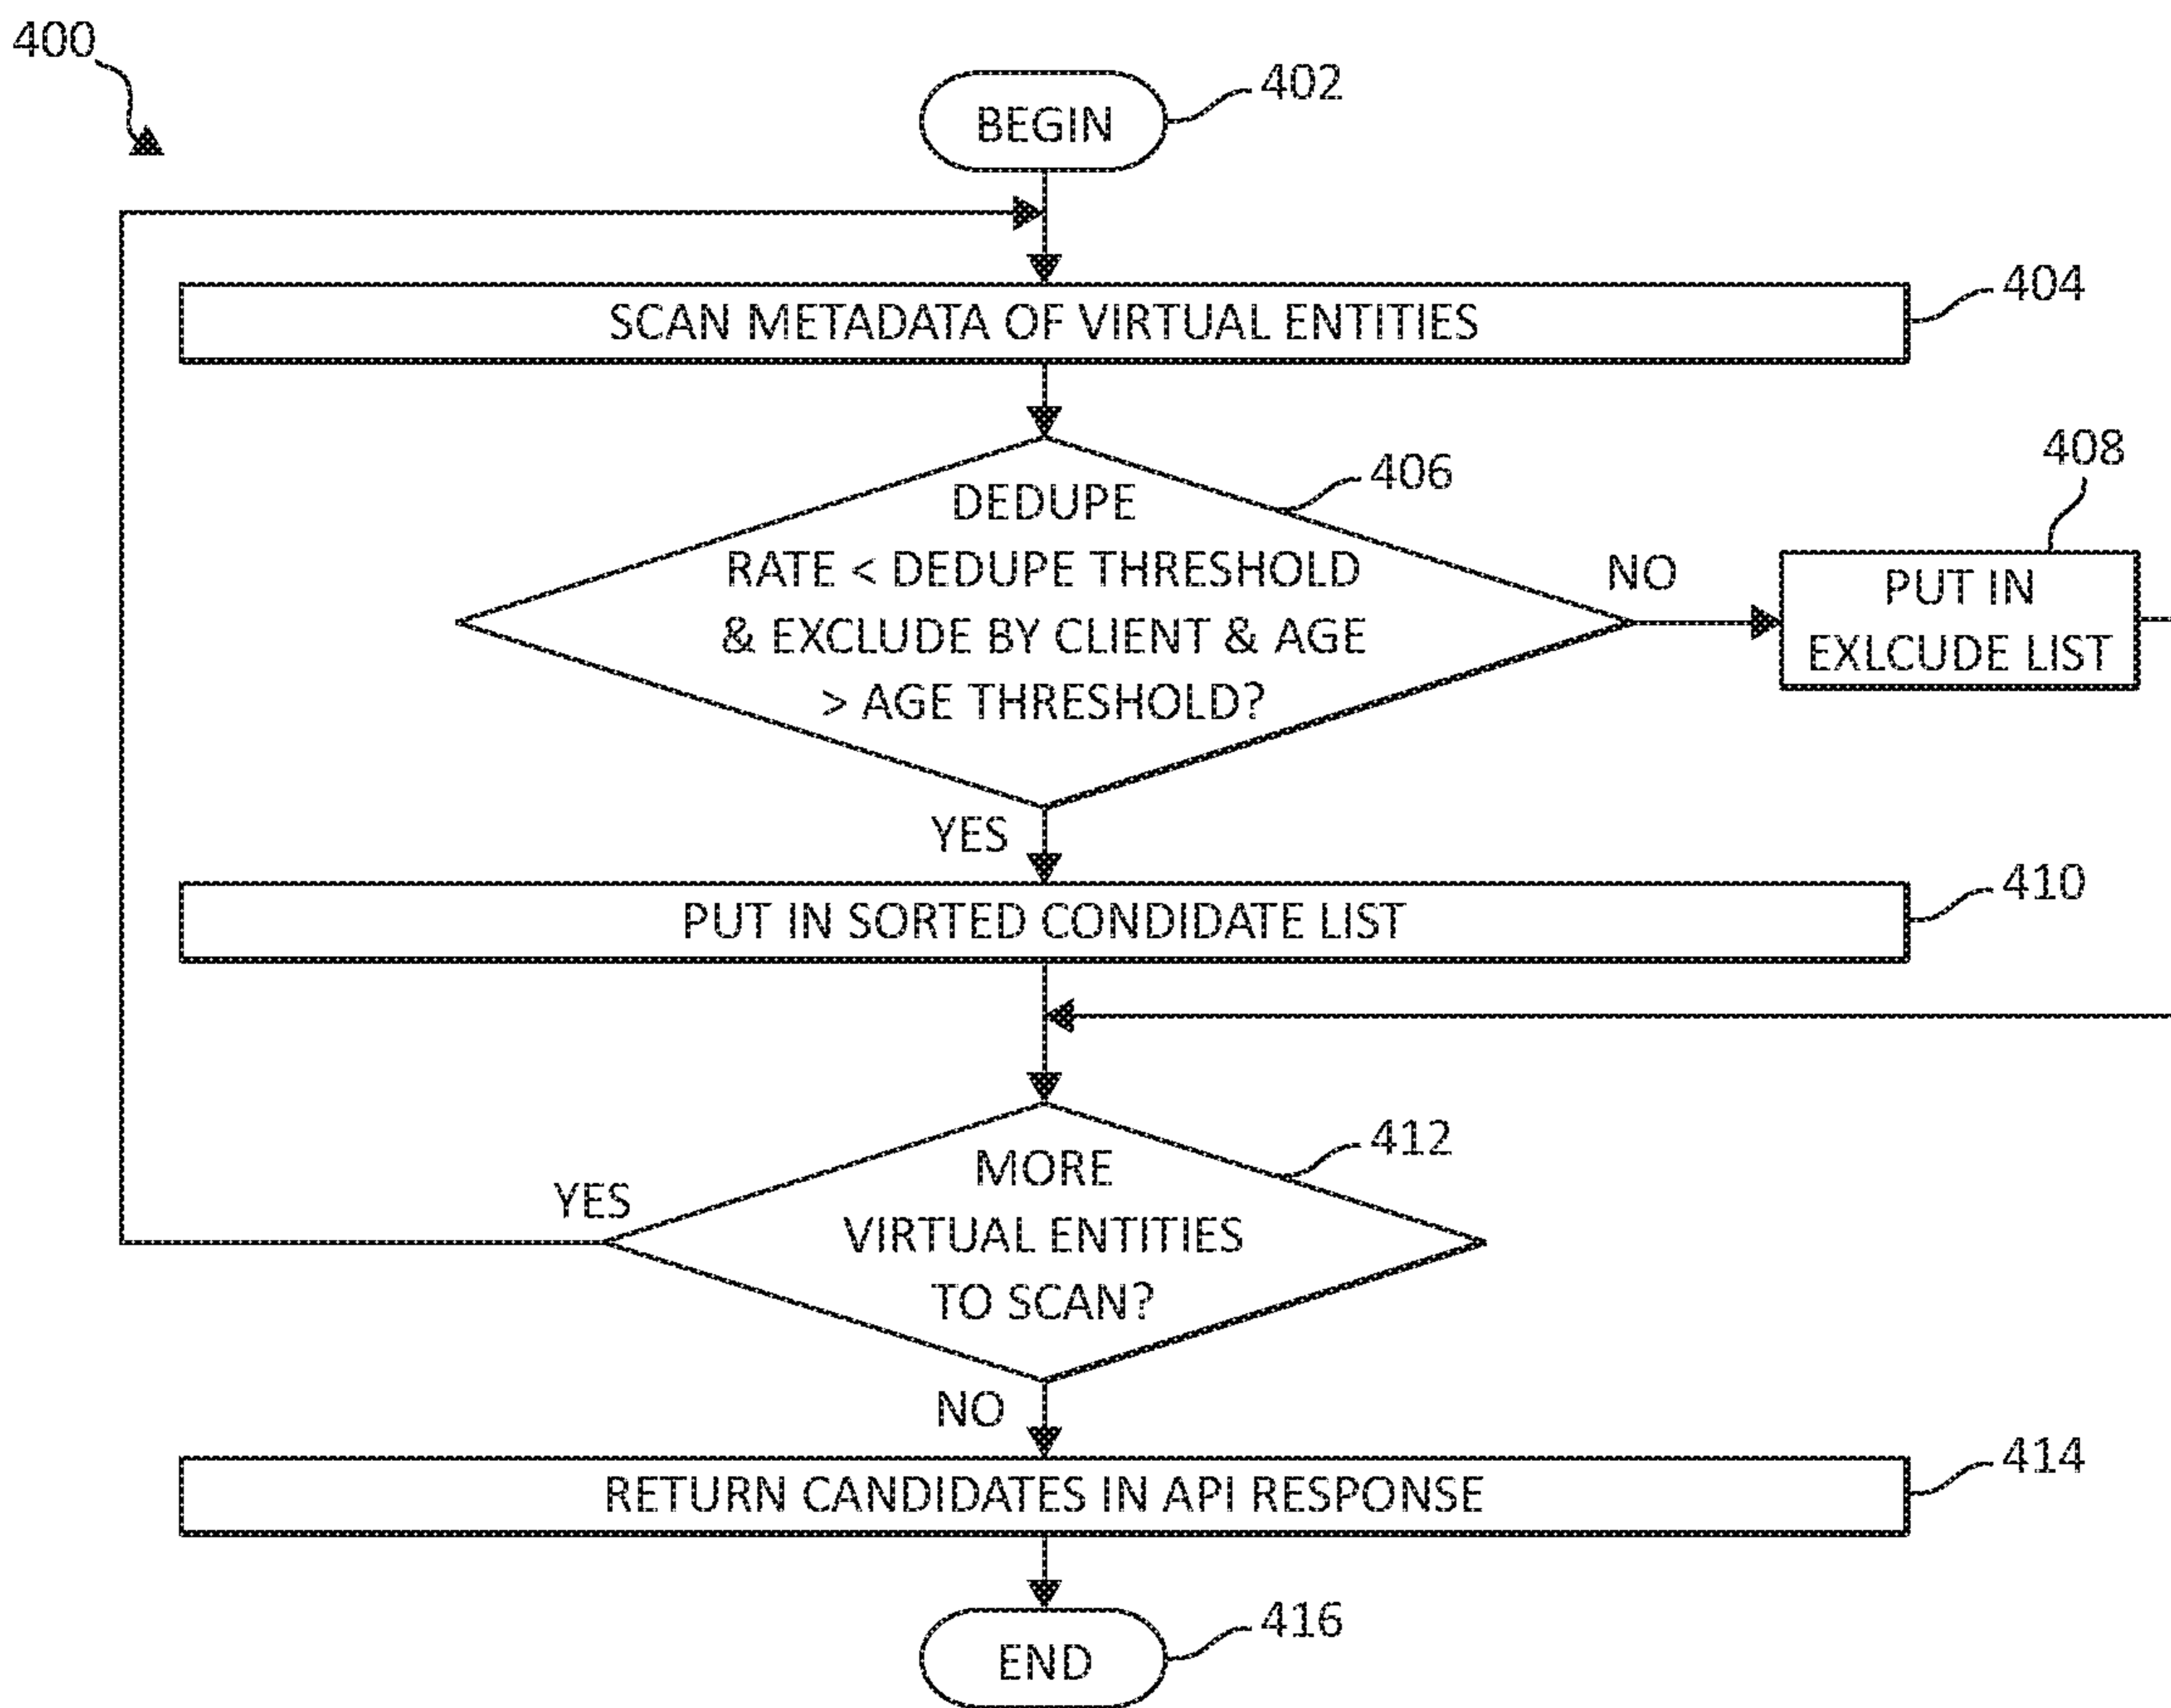 400
BEGIN
402
SCAN METADATA OF VIRTUAL ENTITIES
404
DEDUPE
RATE < DEDUPE THRESHOLD
& EXCLUDE BY CLIENT & AGE
> AGE THRESHOLD?
406
NO
408
PUT IN
EXLCUDE LIST
YES
PUT IN SORTED CONDIDATE LIST
410
MORE
VIRTUAL ENTITIES
TO SCAN?
412
YES
NO
RETURN CANDIDATES IN API RESPONSE
414
END
416